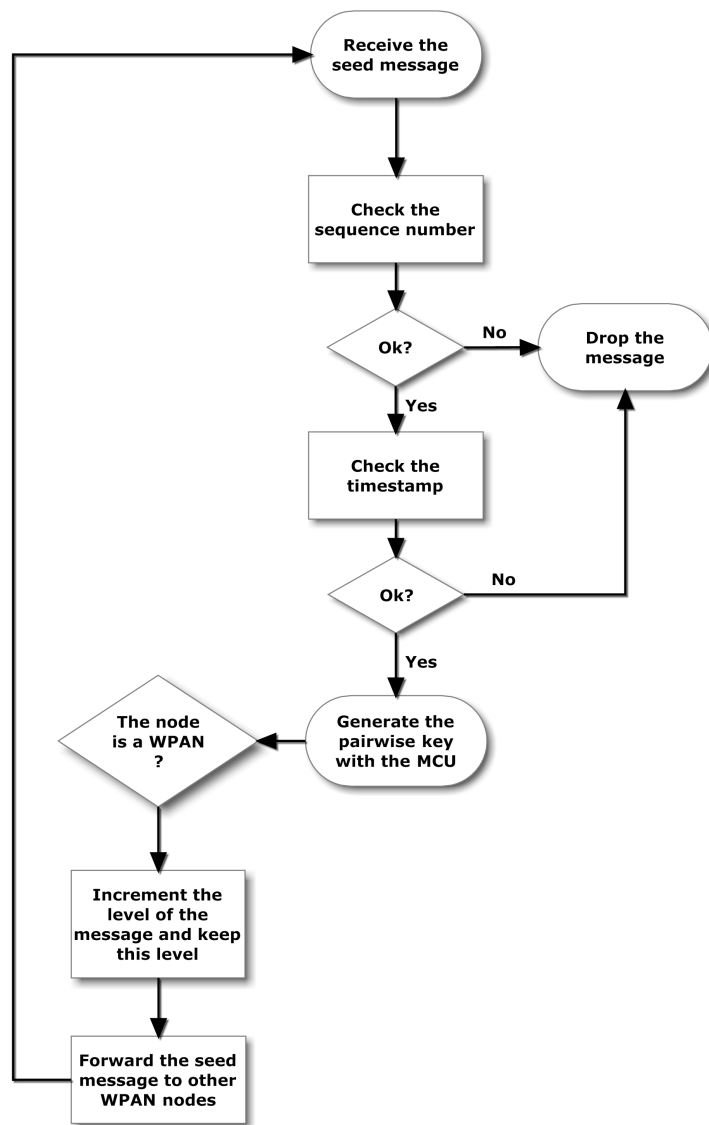 Receive the
seed message
Check the
sequence number
Ok?
No
Drop the
message
Yes
Check the
timestamp
Ok?
No
Yes
The node
is a WPAN
?
Generate the
pairwise key
with the MCU
Increment the
level of the
message and keep
this level
Forward the seed
message to other
WPAN nodes